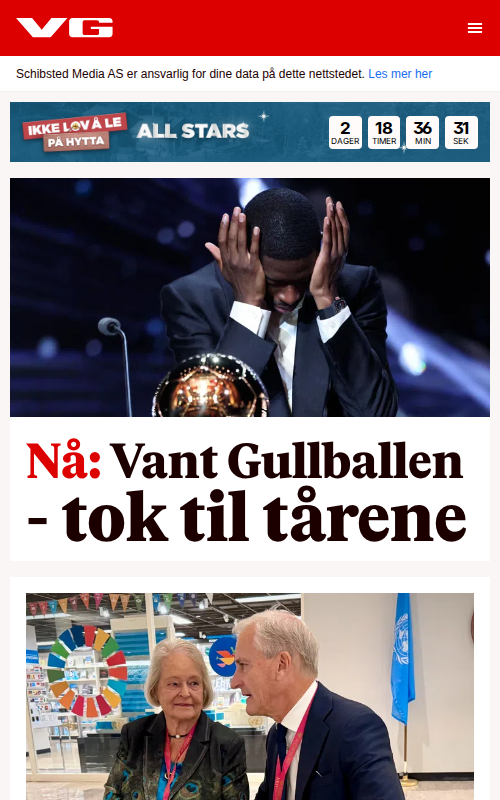 VG
Schibsted Media AS er ansvarlig for dine data på dette nettstedet. Les mer
IKKE LOV Å LE
PÅ HYTTA
ALL STARS
2 18 36 31
DAGER TIMER MIN SEK
Nå: Vant Gullballen
- tok til tårene